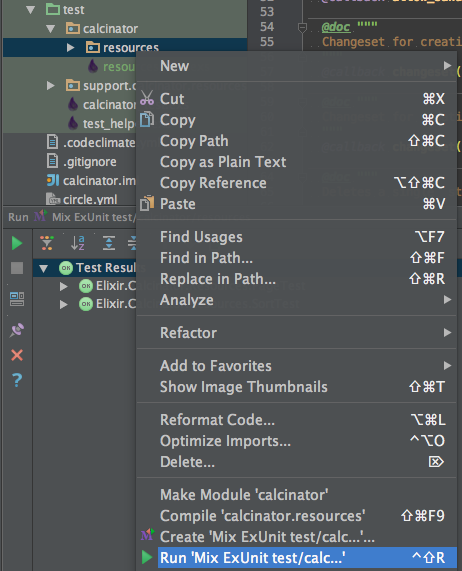 test
calcinator
resources
resou
support.c
calcinator
test_help
.codeclimate
.gitignore
calcinator.im
circle.yml
52
54
55
@doc """
Changeset for creati
New
Cut ⌘X
Copy ⌘C
Copy Path ⇧⌘C
Copy as Plain Text
Copy Reference ⌥⇧⌘C
Paste ⌘V
Find Usages ⌥F7
Find in Path... ⇧⌘F
Replace in Path... ⇧⌘R
Analyze
Refactor
Add to Favorites
Show Image Thumbnails ⇧⌘T
Reformat Code... ⌥⌘L
Optimize Imports... ^⌥O
Delete... ⌦
Make Module 'calcinator'
Compile 'calcinator.resources' ⇧⌘F9
Create 'Mix ExUnit test/calc...'...
Run 'Mix ExUnit test/calc...' ^⇧R
Run Mix ExUnit test/
Test Resul
OK Elixir.C
OK Elixir.C